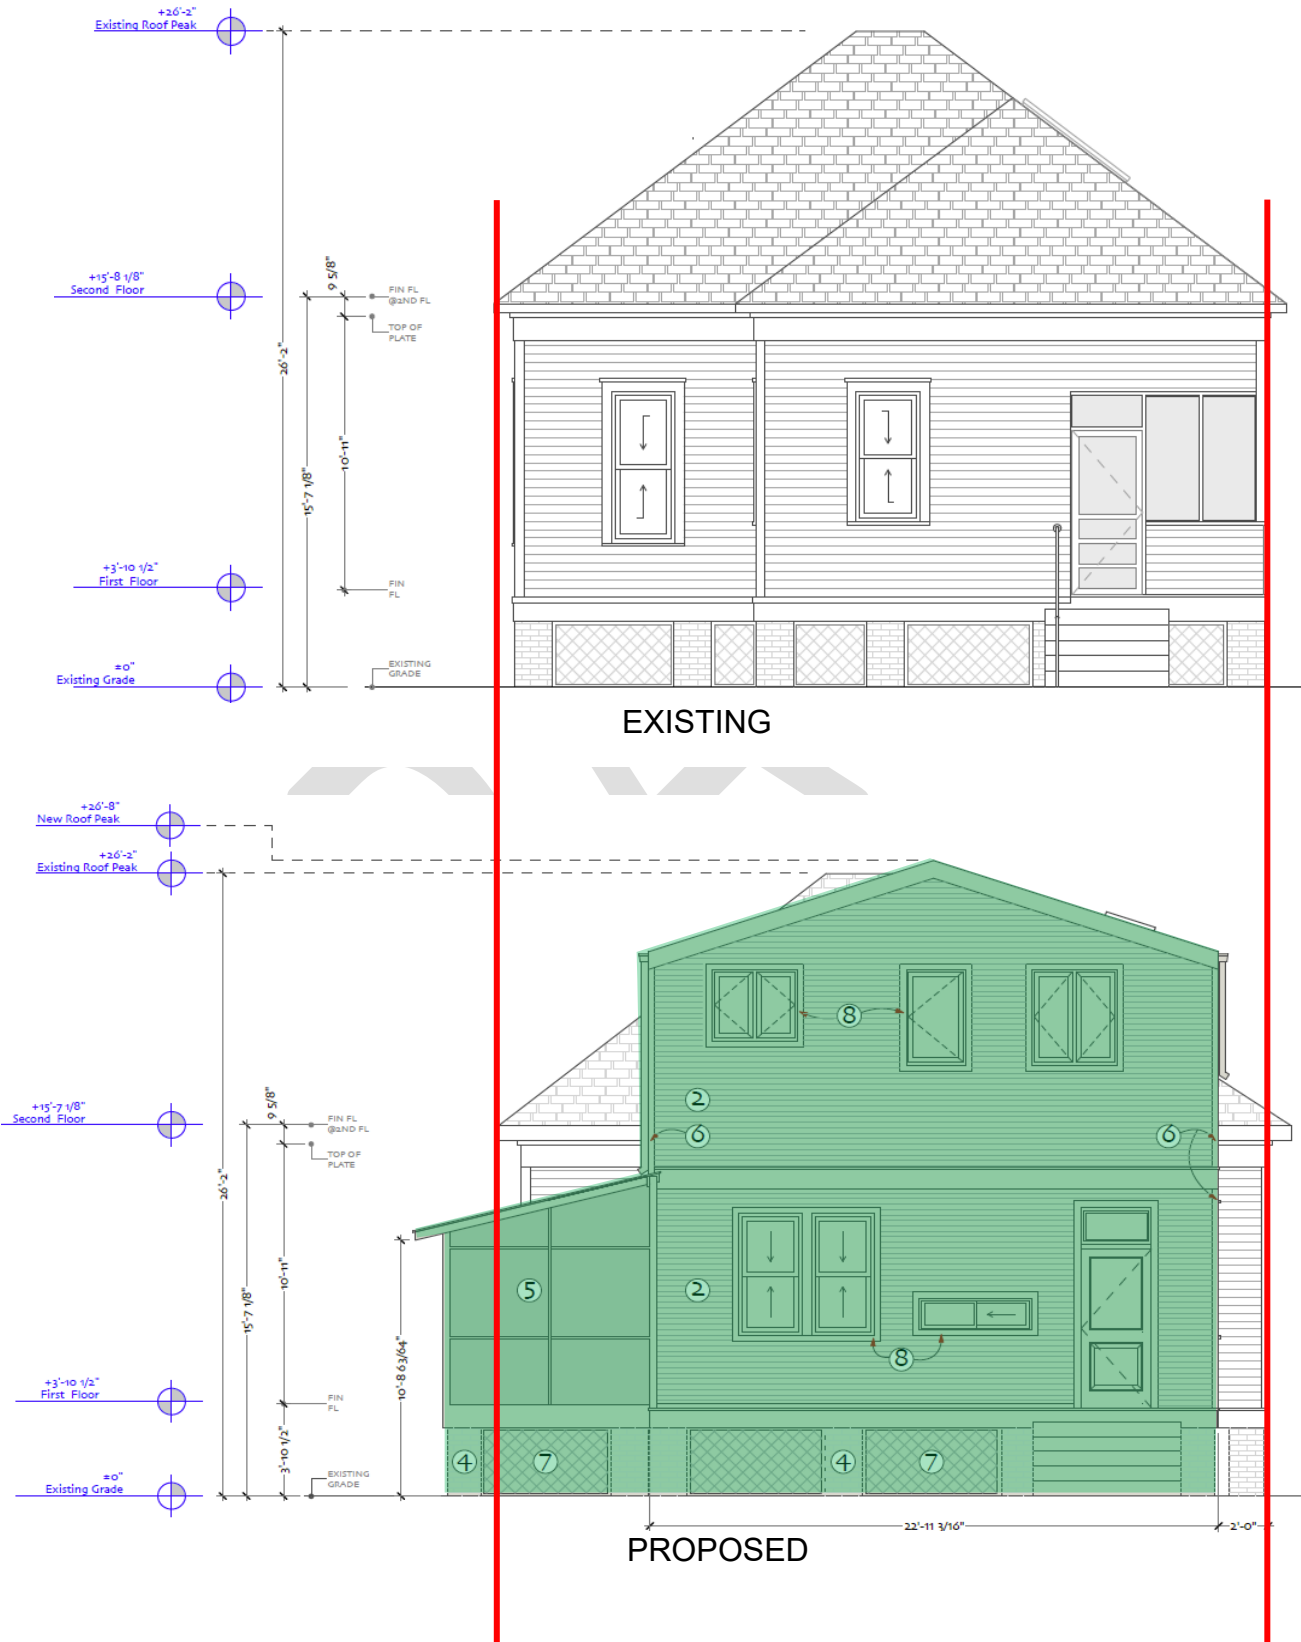 +26'-2"
Existing Roof Peak
+15'-8 1/8"
Second Floor
9 5/8"
FIN FL
@2ND FL
TOP OF
PLATE
26'-2"
15'-7 1/8"
10'-11"
+3'-10 1/2"
First Floor
FIN
FL
±0"
Existing Grade
EXISTING
GRADE
EXISTING
+26'-8"
New Roof Peak
+26'-2"
Existing Roof Peak
8
+15'-7 1/8"
Second Floor
9 5/8"
FIN FL
@2ND FL
TOP OF
PLATE
2
6
6
26'-2"
15'-7 1/8"
10'-11"
10'-8 63/64"
5
2
8
+3'-10 1/2"
First Floor
FIN
FL
3'-10 1/2"
4
7
4
7
±0"
Existing Grade
EXISTING
GRADE
22'-11 3/16"
2'-0"
PROPOSED